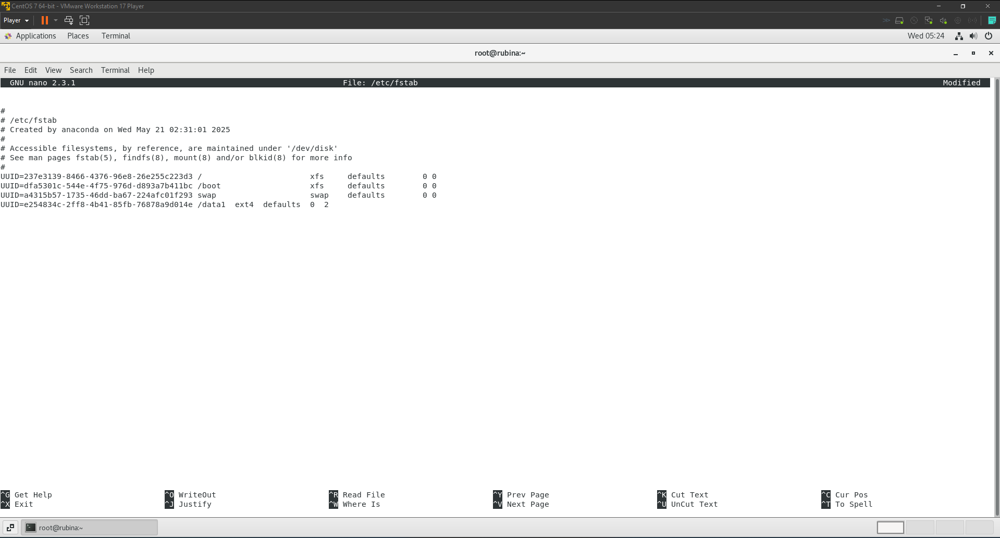 CentOS 7 64-bit - VMware Workstation 17 Player
Player
Applications Places Terminal Wed 05:24
root@rubina:~
File Edit View Search Terminal Help
GNU nano 2.3.1 File: /etc/fstab Modified
#
# /etc/fstab
# Created by anaconda on Wed May 21 02:31:01 2025
#
# Accessible filesystems, by reference, are maintained under '/dev/disk'
# See man pages fstab(5), findfs(8), mount(8) and/or blkid(8) for more info
#
UUID=237e3139-8466-4376-96e8-26e255c223d3 / xfs defaults 0 0
UUID=dfa5301c-544e-4f75-976d-d893a7b411bc /boot xfs defaults 0 0
UUID=a4315b57-1735-46dd-ba67-224afc01f293 swap swap defaults 0 0
UUID=e254834c-2ff8-4b41-85fb-76878a9d014e /data1 ext4 defaults 0 2
^G Get Help ^O WriteOut ^R Read File ^Y Prev Page ^K Cut Text ^C Cur Pos
^X Exit ^J Justify ^W Where Is ^V Next Page ^U UnCut Text ^T To Spell
root@rubina:~